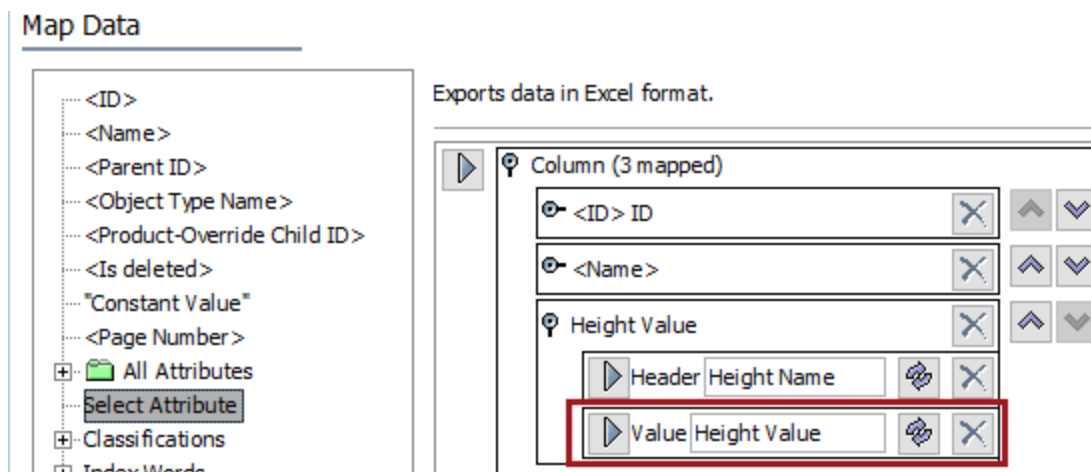 Map Data
<ID>
<Name>
<Parent ID>
<Object Type Name>
<Product-Override Child ID>
<Is deleted>
"Constant Value"
<Page Number>
All Attributes
Select Attribute
Classifications
Index Words
Exports data in Excel format.
Column (3 mapped)
<ID> ID
<Name>
Height Value
Header Height Name
Value Height Value